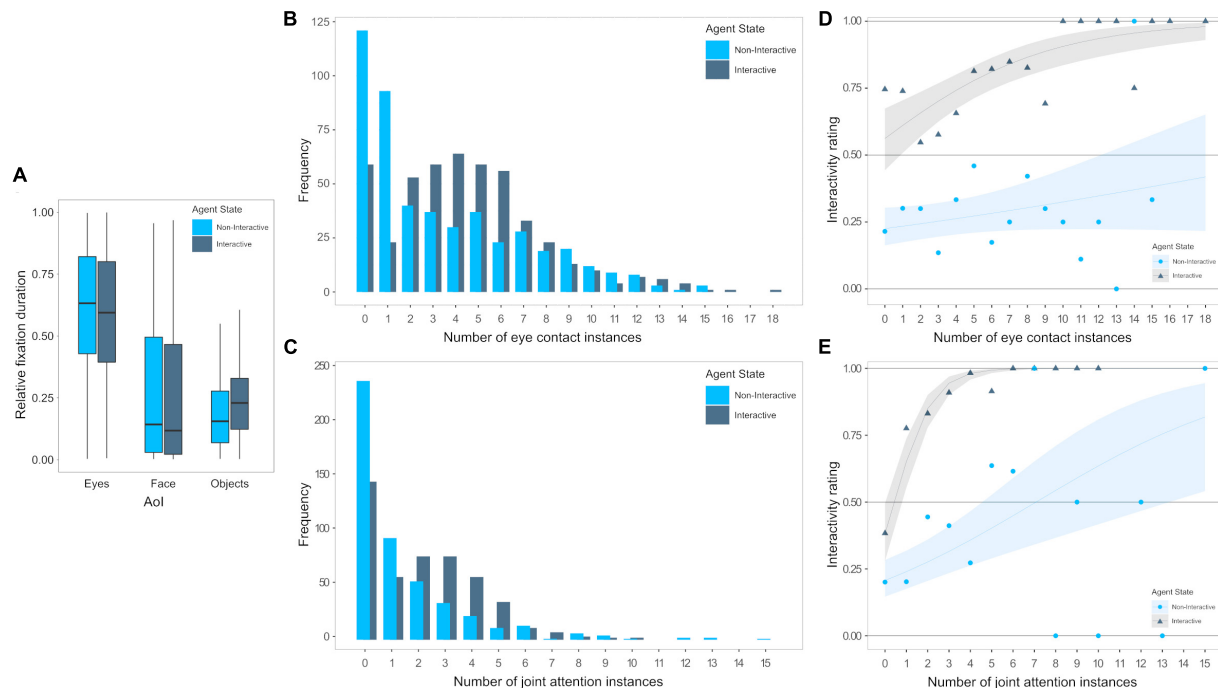 A
Relative fixation duration
1.00
0.75
0.50
0.25
0.00
Agent State
Non-Interactive
Interactive
Eyes Face Objects
AoI
B
Frequency
125
100
75
50
25
0
Agent State
Non-Interactive
Interactive
0 1 2 3 4 5 6 7 8 9 10 11 12 13 14 15 16 17 18
Number of eye contact instances
C
Frequency
250
200
150
100
50
0
Agent State
Non-Interactive
Interactive
0 1 2 3 4 5 6 7 8 9 10 11 12 13 14 15
Number of joint attention instances
D
Interactivity rating
1.00
0.75
0.50
0.25
0.00
Agent State
Non-Interactive
Interactive
0 1 2 3 4 5 6 7 8 9 10 11 12 13 14 15 16 17 18
Number of eye contact instances
E
Interactivity rating
1.00
0.75
0.50
0.25
0.00
Agent State
Non-Interactive
Interactive
0 1 2 3 4 5 6 7 8 9 10 11 12 13 14 15
Number of joint attention instances